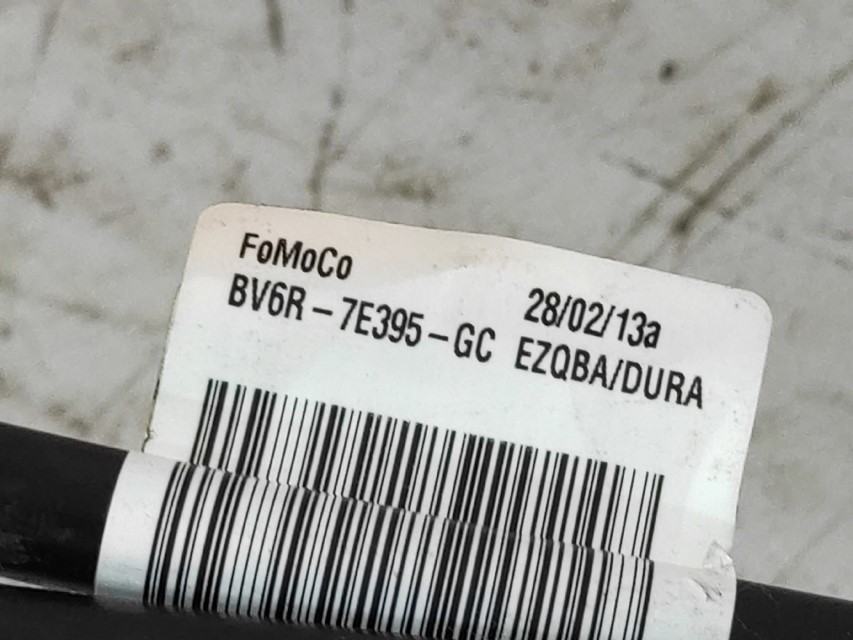 FoMoCo
28/02/13a
BV6R-7E395-GC EZQBA/DURA